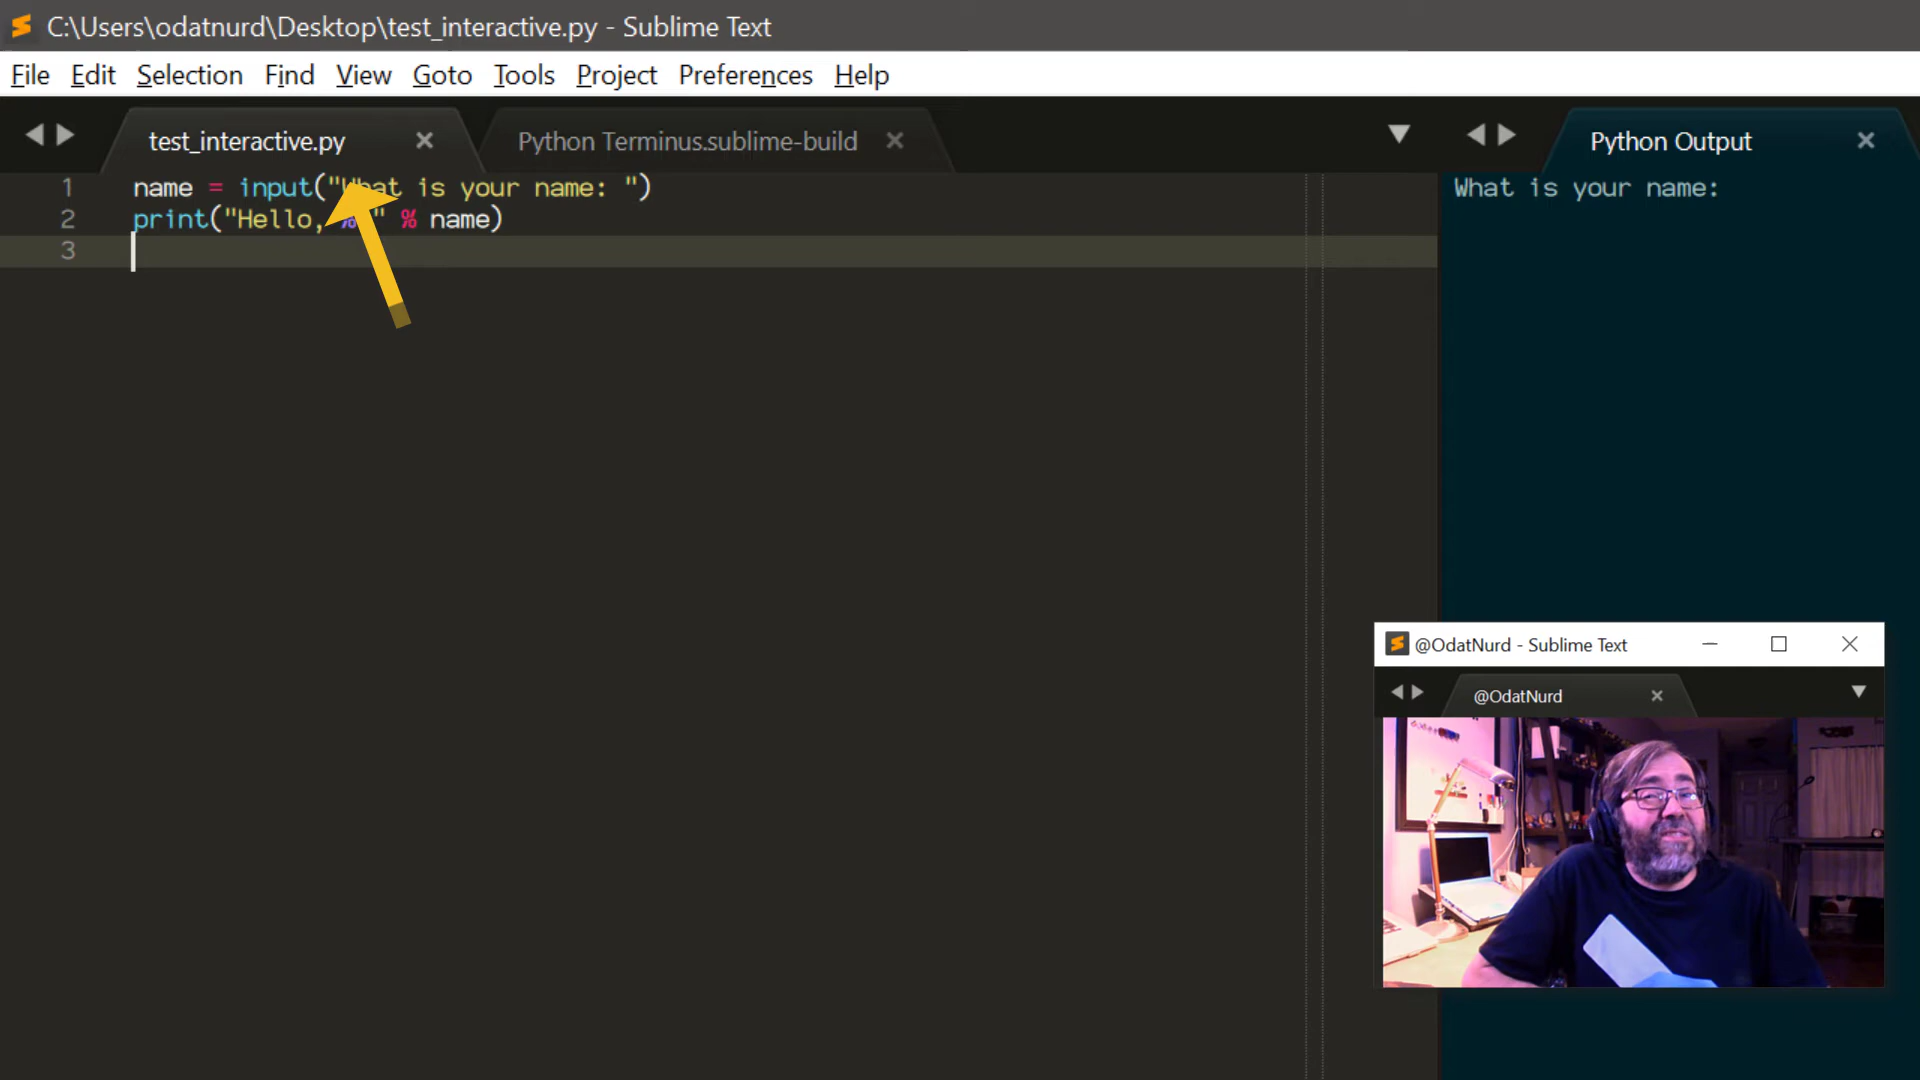 C:\Users\odatnurd\Desktop\test_interactive.py - Sublime Text
File Edit Selection Find View Goto Tools Project Preferences Help
test_interactive.py
Python Terminus.sublime-build
Python Output
1 name = input("What is your name: ")
2 print("Hello, " % name)
3
What is your name:
@OdatNurd - Sublime Text
@OdatNurd